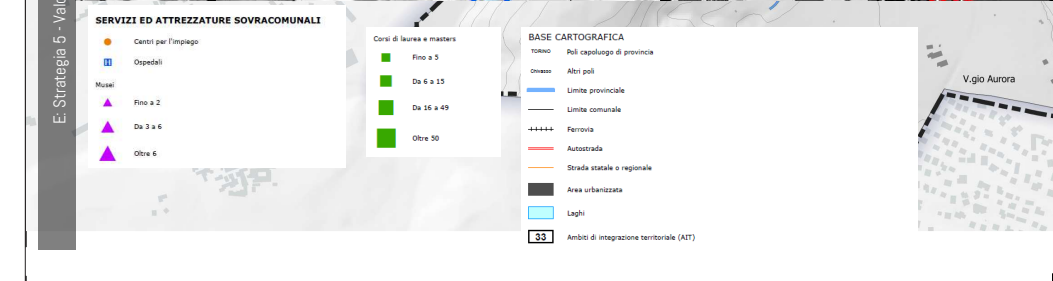 E: Strategia 5 -
SERVIZI ED ATTREZZATURE SOVRACOMUNALI
Centri per l'impiego
H Ospedali
Musei
Fino a 2
Da 3 a 6
Oltre 6
Corsi di laurea e masters
Fino a 5
Da 6 a 15
Da 16 a 49
Oltre 50
BASE CARTOGRAFICA
TORINO Poli capoluogo di provincia
Chivasso Altri poli
Limite provinciale
Limite comunale
Ferrovia
Autostrada
Strada statale o regionale
Area urbanizzata
Laghi
33 Ambiti di integrazione territoriale (AIT)
V.gio Aurora